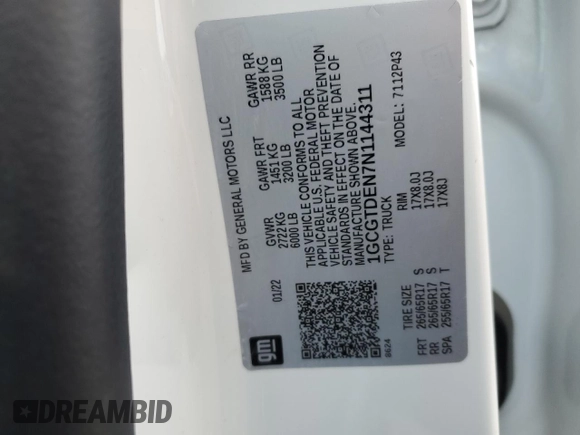 MFD BY GENERAL MOTORS LLC
01/22
GVWR GAWR FRT GAWR RR
2722KG 1451 KG 1588 KG
6000 LB 3200 LB 3500 LB
THIS VEHICLE CONFORMS TO ALL
APPLICABLE U.S. FEDERAL MOTOR
VEHICLE SAFETY AND THEFT PREVENTION
STANDARDS IN EFFECT ON THE DATE OF
MANUFACTURE SHOWN ABOVE.
1GCGTDEN7N1144311
TYPE: TRUCK MODEL: 7112P43
gm
0624
TIRE SIZE RIM
FRT 265/65R17 S 17X8.0J
RR 265/65R17 S 17X8.0J
SPA 255/65R17 T 17X8J
DREAMBID